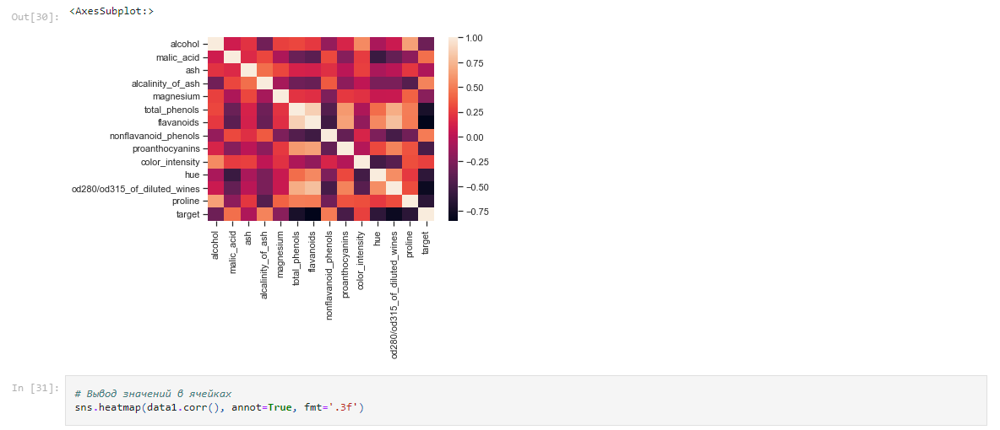 Out[30]: <AxesSubplot:>
alcohol
malic_acid
ash
alcalinity_of_ash
magnesium
total_phenols
flavanoids
nonflavanoid_phenols
proanthocyanins
color_intensity
hue
od280/od315_of_diluted_wines
proline
target
1.00
0.75
0.50
0.25
0.00
−0.25
−0.50
−0.75
alcohol
malic_acid
ash
alcalinity_of_ash
magnesium
total_phenols
flavanoids
nonflavanoid_phenols
proanthocyanins
color_intensity
hue
od280/od315_of_diluted_wines
proline
target
In [31]:
# Вывод значений в ячейках
sns.heatmap(data1.corr(), annot=True, fmt='.3f')